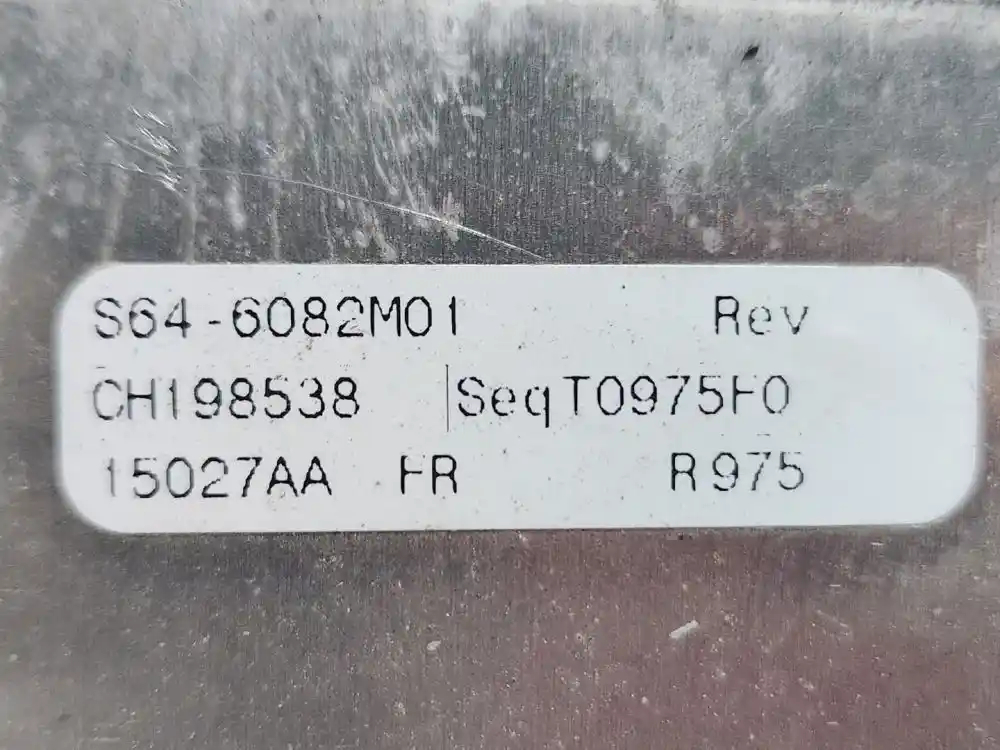 S64-6082M01 Rev
CH198538 |SeqT0975F0
15027AA FR R975